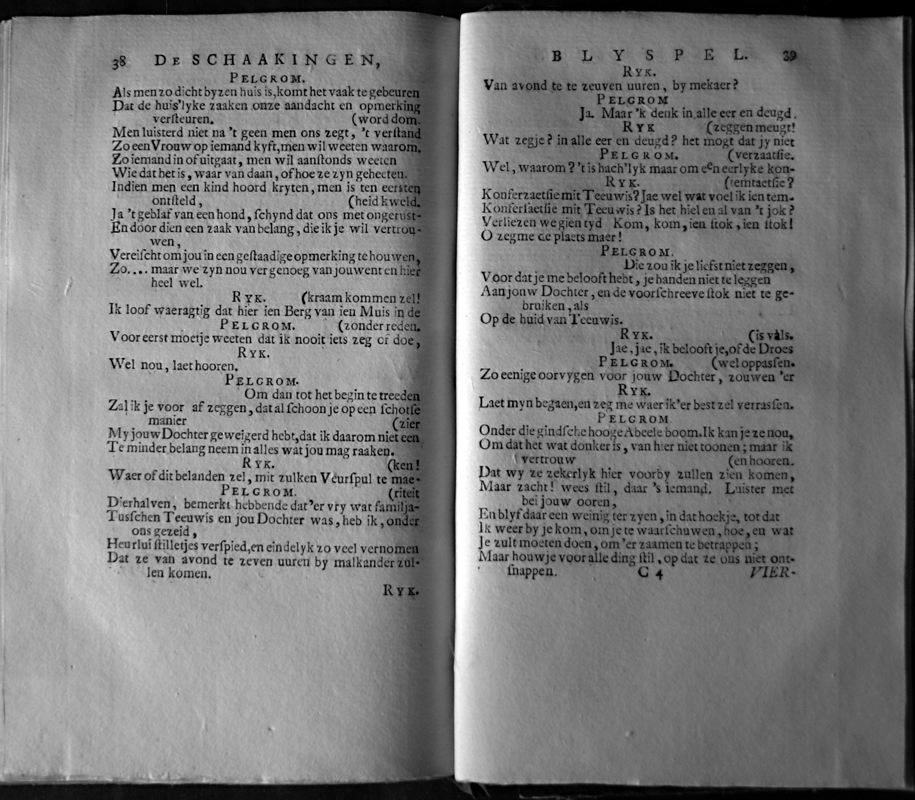 38 DE SCHAAKINGEN,
PELGROM.
Als men zo dicht by zen huis is, komt het vaak te gebeuren
Dat de huis'lyke zaaken onze aandacht en opmerking
versteuren. (word dom.
Men luisterd niet na 't geen men ons zegt, 't verstand
Zo een Vrouw op iemand kyft, men wil weeten waarom,
Zo iemand in of uitgaat, men wil aanstonds weeten
Wie dat het is, waar van daan, of hoe ze zyn geheeten.
Indien men een kind hoord kryten, men is ten eersten
ontsteld, (heid kweld.
Ja 't geblaf van een hond, schynd dat ons met ongerust-
En door dien een zaak van belang, die ik je wil vertrou-
wen,
Vereischt om jou in een gestaadige opmerking te houwen,
Zo.... maar we zyn nou ver genoeg van jouwent en hier
heel wel.
RYK. (kraam kommen zel!
Ik loof waeragtig dat hier ien Berg van ien Muis in de
PELGROM. (zonder reden.
Voor eerst moetje weeten dat ik nooit iets zeg of doe,
RYK.
Wel nou, laet hooren.
PELGROM.
Om dan tot het begin te treeden
Zal ik je voor af zeggen, dat al schoon je op een schotse
manier (zier
My jouw Dochter geweigerd hebt, dat ik daarom niet een
Te minder belang neem in alles wat jou mag raaken.
RYK. (ken!
Waer of dit belanden zel, mit zulken Veurspul te mae-
PELGROM. (riteit
Dierhalven, bemerkt hebbende dat'er vry wat familja-
Tusschen Teeuwis en jou Dochter was, heb ik, onder
ons gezeid,
Heurlui stilletjes verspied, en eindelyk zo veel vernomen
Dat ze van avond te zeven uuren by malkander zul-
len komen.
RYK.
BLYSPEL. 39
RYK.
Van avond te te zeuven uuren, by mekaer?
PELGROM
Ja. Maar 'k denk in alle eer en deugd.
RYK (zeggen meugt!
Wat zegje? in alle eer en deugd? het mogt dat jy niet
PELGROM. (verzaatsie.
Wel, waarom? 't is hach'lyk maar om een eerlyke kon-
RYK. (temtaetsie?
Konserzaetsie mit Teeuwis? Jae wel wat voel ik ien tem-
Konsersaetsie mit Teeuwis? Is het hiel en al van 't jok?
Verliezen we gien tyd Kom, kom, ien stok, ien stok!
O zeg me de plaets maer!
PELGROM.
Die zou ik je liefst niet zeggen,
Voor dat je me belooft hebt, je handen niet te leggen
Aan jouw Dochter, en de voorschreeve stok niet te ge-
bruiken, als
Op de huid van Teeuwis.
RYK. (is vals.
Jae, jae, ik belooft je, of de Droes
PELGROM. (wel oppassen.
Zo eenige oorvygen voor jouw Dochter, zouwen 'er
RYK.
Laet myn begaen, en zeg me waer ik'er best zel verrassen.
PELGROM
Onder die gindsche hooge Abeele boom. Ik kan je ze nou,
Om dat het wat donker is, van hier niet toonen; maar ik
vertrouw (en hooren.
Dat wy ze zekerlyk hier voorby zullen zien komen,
Maar zacht! wees stil, daar 's iemand. Luister met
bei jouw ooren,
En blyf daar een weinig ter zyen, in dat hoekje, tot dat
Ik weer by je kom, om je te waarschuwen, hoe, en wat
Je zult moeten doen, om 'er zaamen te betrappen;
Maar houw je voor alle ding stil, op dat ze ons niet ont-
snappen. C 4 VIER-